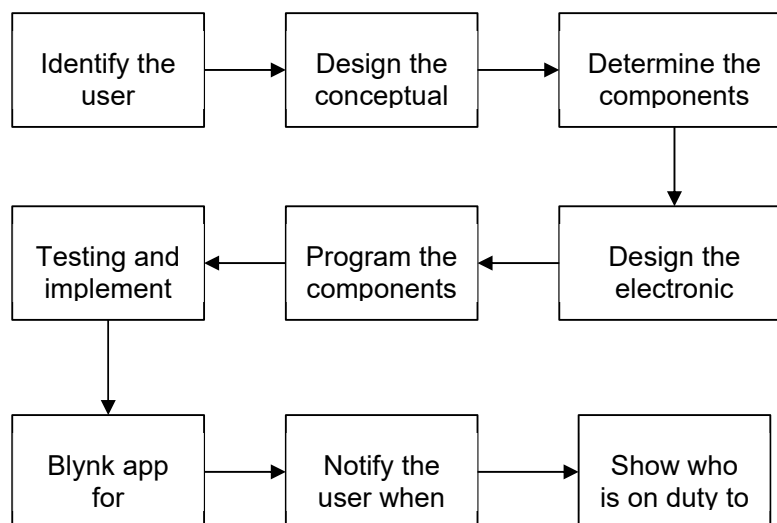 Identify the
user
Design the
conceptual
Determine the
components
Design the
electronic
Program the
components
Testing and
implement
Blynk app
for
Notify the
user when
Show who
is on duty to